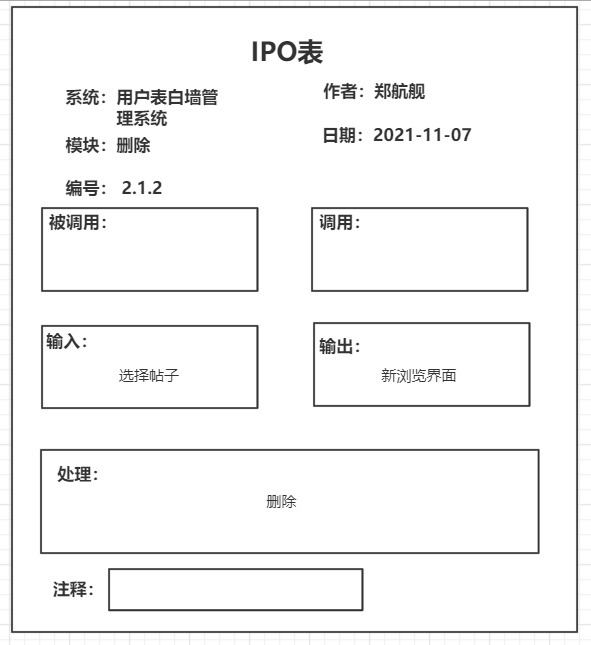 IPO表
系统：用户表白墙管
理系统
作者：郑航舰
模块：删除
日期：2021-11-07
编号： 2.1.2
被调用：
调用：
输入：
选择帖子
输出：
新浏览界面
处理：
删除
注释：